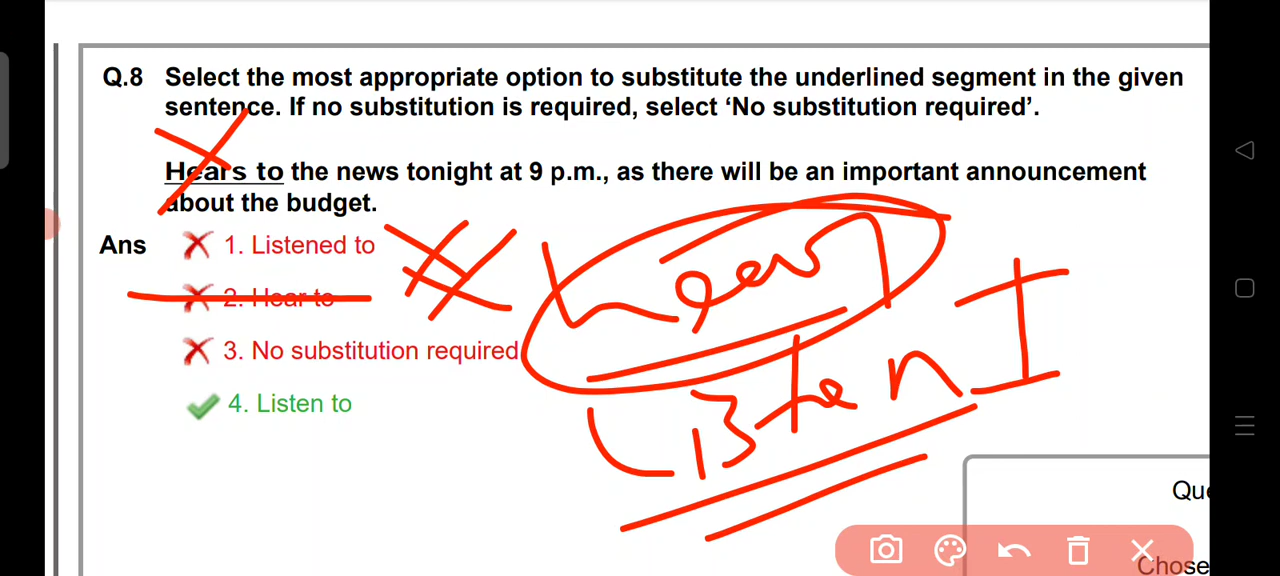 Q.8 Select the most appropriate option to substitute the underlined segment in the given
sentence. If no substitution is required, select ‘No substitution required’.
Hears to the news tonight at 9 p.m., as there will be an important announcement
about the budget.
Ans 1. Listened to
2. Hear to
3. No substitution required
4. Listen to
Hear
Listen
Chose